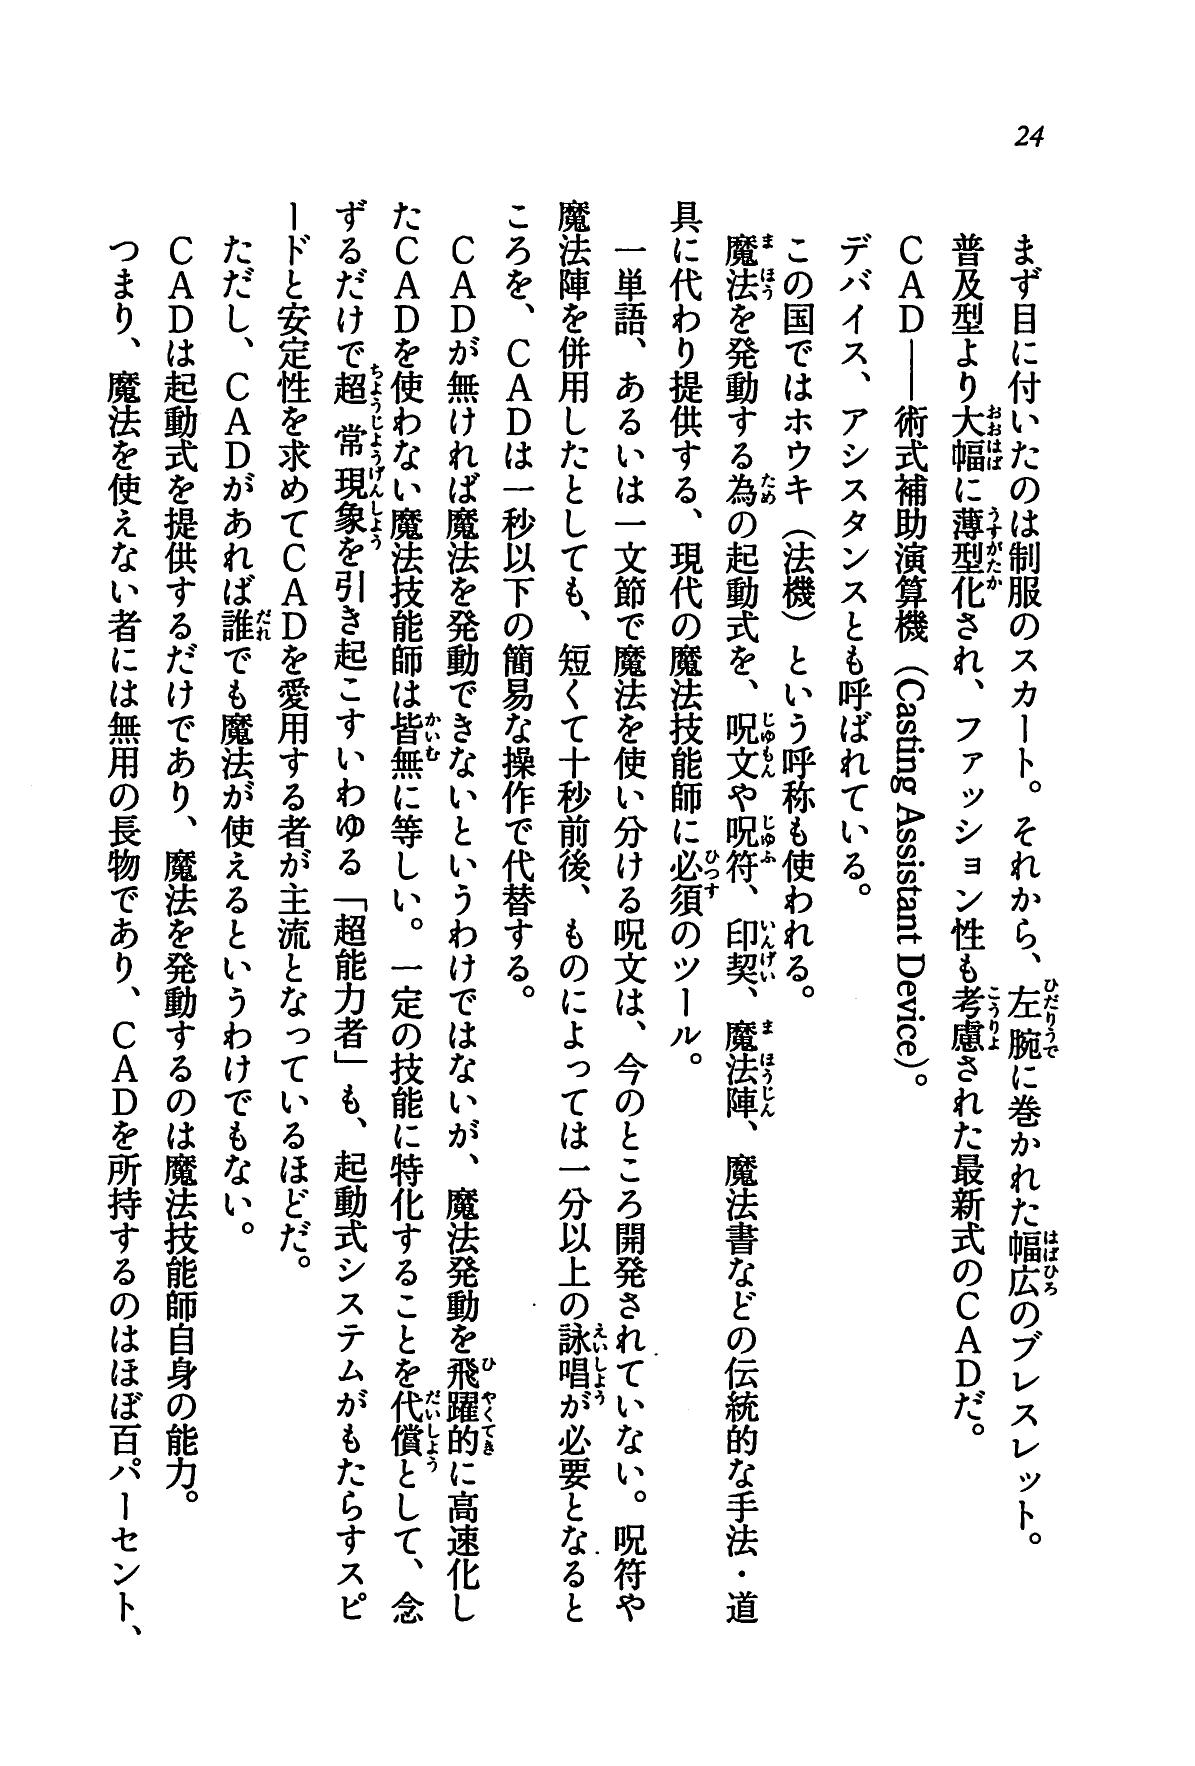 24
まず目に付いたのは制服のスカート。それから、左腕に巻かれた幅広のブレスレット。
普及型より大幅に薄型化され、ファッション性も考慮された最新式のCADだ。
CAD――術式補助演算機（Casting Assistant Device）。
デバイス、アシスタンスとも呼ばれている。
この国ではホウキ（法機）という呼称も使われる。
魔法を発動する為の起動式を、呪文や呪符、印契、魔法陣、魔法書などの伝統的な手法・道
具に代わり提供する、現代の魔法技能師に必須のツール。
一単語、あるいは一文節で魔法を使い分ける呪文は、今のところ開発されていない。呪符や
魔法陣を併用したとしても、短くて十秒前後、ものによっては一分以上の詠唱が必要となると
ころを、CADは一秒以下の簡易な操作で代替する。
CADが無ければ魔法を発動できないというわけではないが、魔法発動を飛躍的に高速化し
たCADを使わない魔法技能師は皆無に等しい。一定の技能に特化することを代償として、念
ずるだけで超常現象を引き起こすいわゆる「超能力者」も、起動式システムがもたらすスピ
ードと安定性を求めてCADを愛用する者が主流となっているほどだ。
ただし、CADがあれば誰でも魔法が使えるというわけでもない。
CADは起動式を提供するだけであり、魔法を発動するのは魔法技能師自身の能力。
つまり、魔法を使えない者には無用の長物であり、CADを所持するのはほぼ百パーセント、